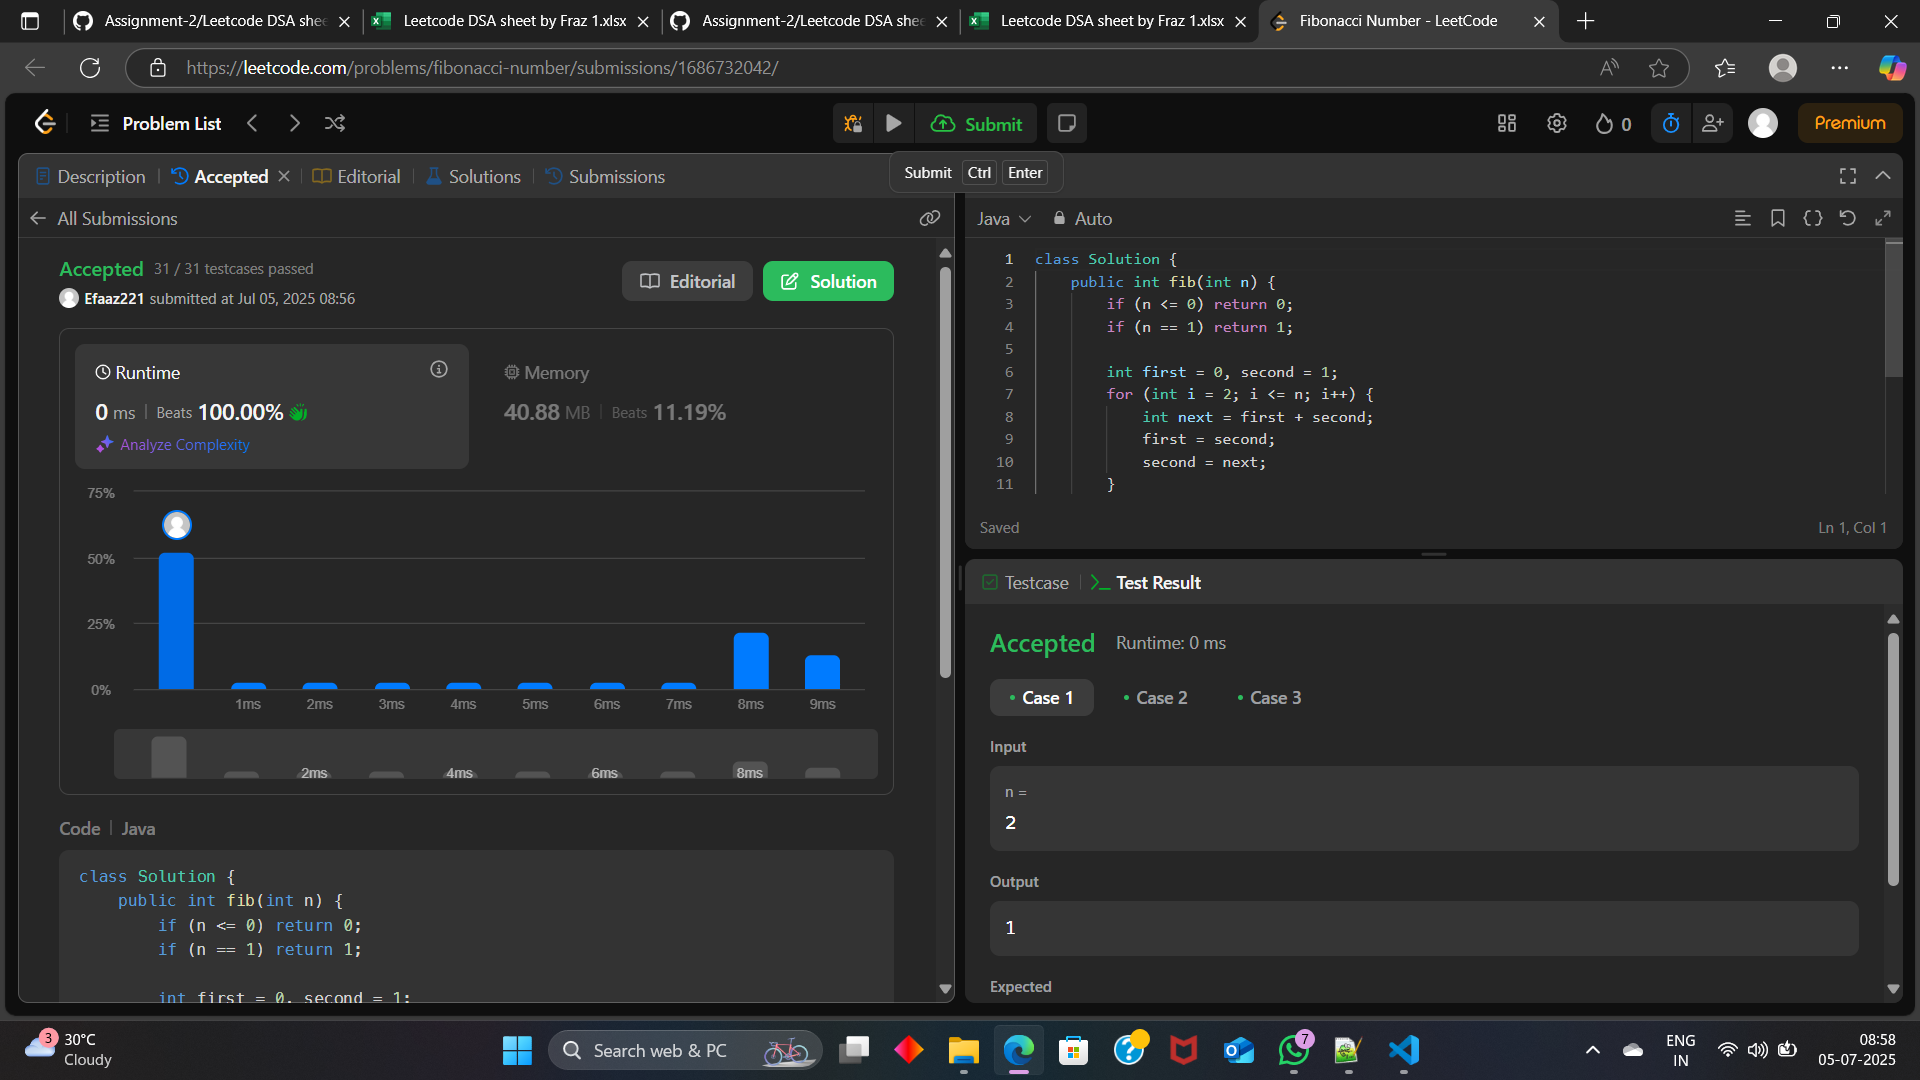 Assignment-2/Leetcode DSA she
Leetcode DSA sheet by Fraz 1.xlsx
Assignment-2/Leetcode DSA she
Leetcode DSA sheet by Fraz 1.xlsx
Fibonacci Number - LeetCode
https://leetcode.com/problems/fibonacci-number/submissions/1686732042/
Problem List
Submit
0
Premium
Description
Accepted
Editorial
Solutions
Submissions
Submit Ctrl Enter
All Submissions
Accepted 31 / 31 testcases passed
Efaaz221 submitted at Jul 05, 2025 08:56
Editorial
Solution
Runtime
0 ms | Beats 100.00%
Analyze Complexity
Memory
40.88 MB | Beats 11.19%
75%
50%
25%
0%
1ms 2ms 3ms 4ms 5ms 6ms 7ms 8ms 9ms
2ms 4ms 6ms 8ms
Code | Java
class Solution {
public int fib(int n) {
if (n <= 0) return 0;
if (n == 1) return 1;
int first = 0, second = 1;
Java
Auto
1 class Solution {
2 public int fib(int n) {
3 if (n <= 0) return 0;
4 if (n == 1) return 1;
5
6 int first = 0, second = 1;
7 for (int i = 2; i <= n; i++) {
8 int next = first + second;
9 first = second;
10 second = next;
11 }
Saved
Ln 1, Col 1
Testcase
Test Result
Accepted Runtime: 0 ms
Case 1
Case 2
Case 3
Input
n =
2
Output
1
Expected
3
30°C
Cloudy
Search web & PC
7
ENG
IN
08:58
05-07-2025